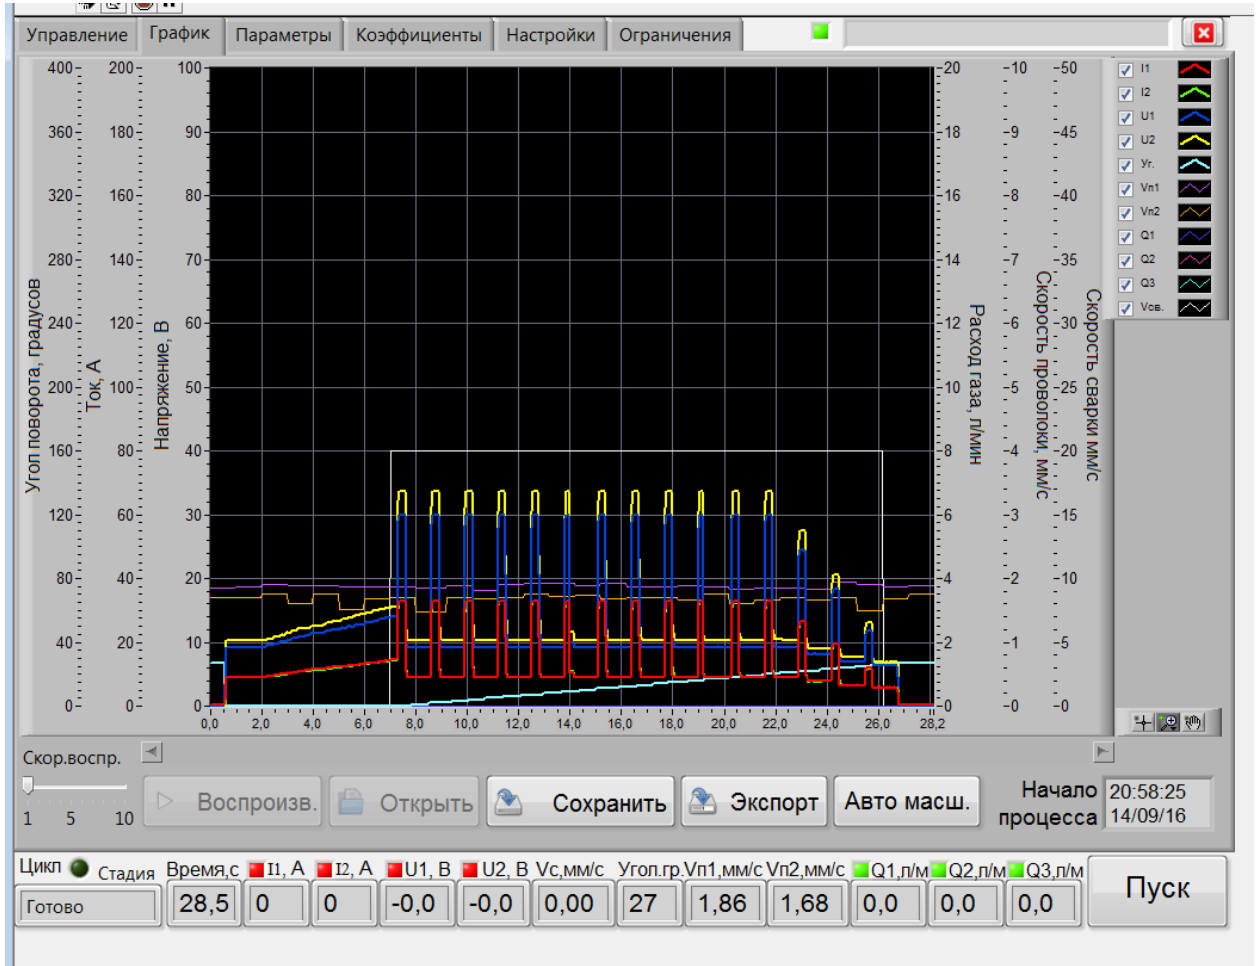 Управление График Параметры Коэффициенты Настройки Ограничения
400 200 100 20 10 50
360 180 90 18 9 45
320 160 80 16 8 40
280 140 70 14 7 35
240 120 60 12 6 30
200 100 50 10 5 25
160 80 40 8 4 20
120 60 30 6 3 15
80 40 20 4 2 10
40 20 10 2 1 5
0 0 0 0 0 0
Угол поворота, градусов
Ток, А
Напряжение, В
Расход газа, л/мин
Скорость проволоки, мм/с
Скорость сварки мм/с
I1
I2
U1
U2
Уг.
Vп1
Vп2
Q1
Q2
Q3
Vсв.
0,0 2,0 4,0 6,0 8,0 10,0 12,0 14,0 16,0 18,0 20,0 22,0 24,0 26,0 28,2
Скор.воспр.
1 5 10
Воспроизв. Открыть Сохранить Экспорт Авто масш.
Начало
процесса
20:58:25
14/09/16
Цикл Стадия Время,с I1, А I2, А U1, В U2, В Vс,мм/с Угол.гр. Vп1,мм/с Vп2,мм/с Q1,л/м Q2,л/м Q3,л/м
Готово 28,5 0 0 -0,0 -0,0 0,00 27 1,86 1,68 0,0 0,0 0,0
Пуск